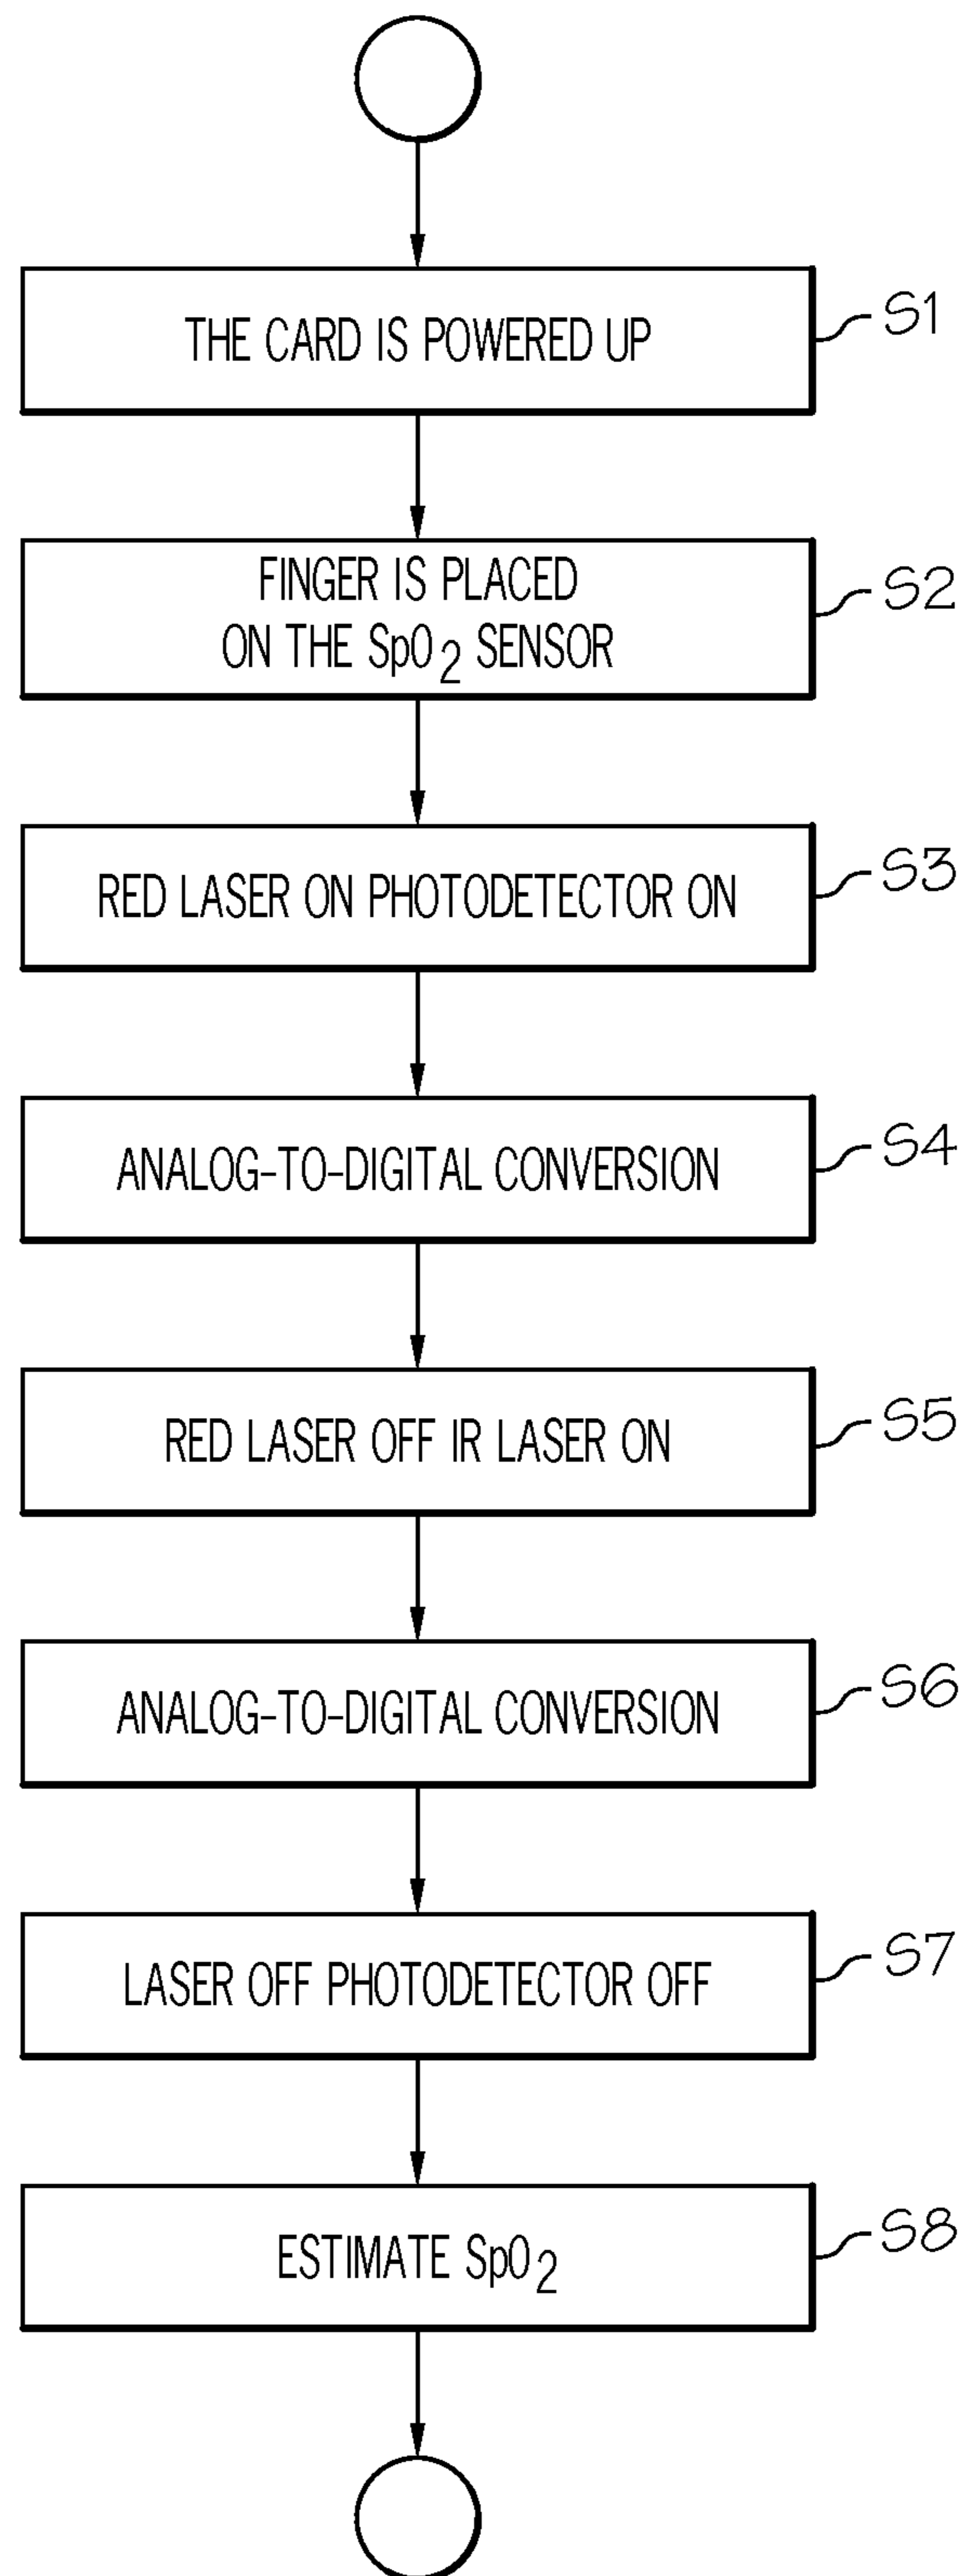 THE CARD IS POWERED UP
S1
FINGER IS PLACED
ON THE SpO2 SENSOR
S2
RED LASER ON PHOTODETECTOR ON
S3
ANALOG-TO-DIGITAL CONVERSION
S4
RED LASER OFF IR LASER ON
S5
ANALOG-TO-DIGITAL CONVERSION
S6
LASER OFF PHOTODETECTOR OFF
S7
ESTIMATE SpO2
S8